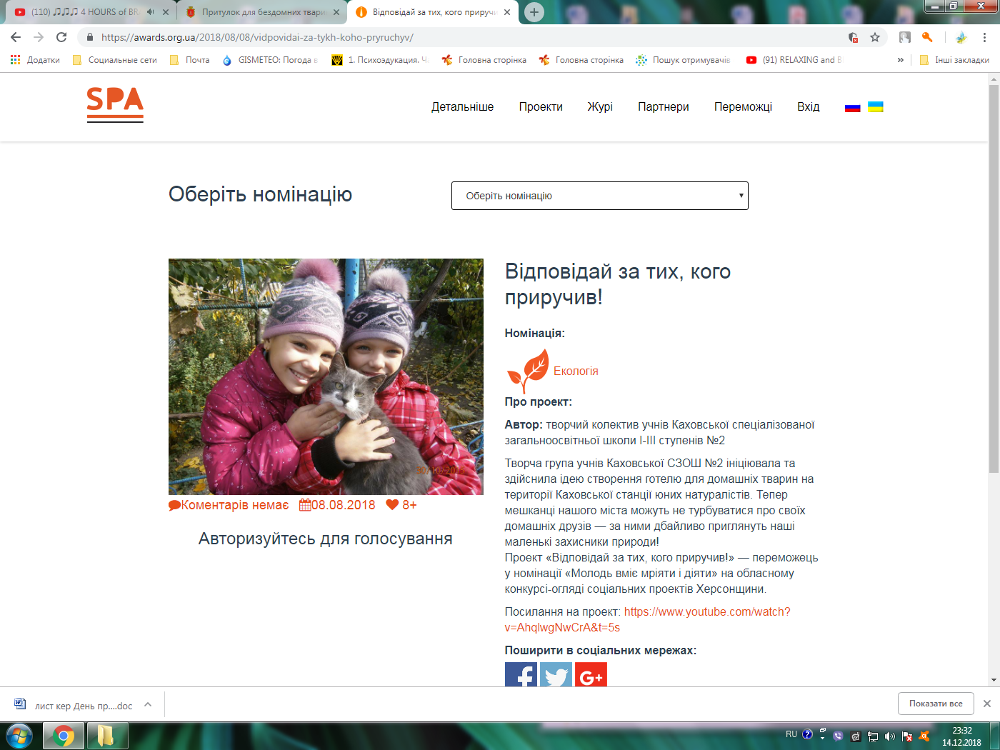 (110) 🎵🎵🎵 4 HOURS of BRA
Притулок для бездомних твари
Відповідай за тих, кого приручи
https://awards.org.ua/2018/08/08/vidpovidai-za-tykh-koho-pryruchyv/
Додатки
Социальные сети
Почта
GISMETEO: Погода в
1. Психоэдукация. Ч
Головна сторінка
Головна сторінка
Пошук отримувачів
(91) RELAXING and B
»
Інші закладки
SPA
Детальніше
Проекти
Журі
Партнери
Переможці
Вхід
Оберіть номінацію
Оберіть номінацію
Відповідай за тих, кого
приручив!
Номінація:
Екологія
Про проект:
Автор: творчий колектив учнів Каховської спеціалізованої
загальноосвітньої школи І-ІІІ ступенів №2
Творча група учнів Каховської СЗОШ №2 ініціювала та
здійснила ідею створення готелю для домашніх тварин на
території Каховської станції юних натуралістів. Тепер
мешканці нашого міста можуть не турбуватися про своїх
домашніх друзів — за ними дбайливо приглянуть наші
маленькі захисники природи!
Проект «Відповідай за тих, кого приручив!» — переможець
у номінації «Молодь вміє мріяти і діяти» на обласному
конкурсі-огляді соціальних проектів Херсонщини.
Посилання на проект: https://www.youtube.com/watch?
v=AhqlwgNwCrA&t=5s
Поширити в соціальних мережах:
Коментарів немає
08.08.2018
8+
Авторизуйтесь для голосування
лист кер День пр....doc
Показати все
RU
23:32
14.12.2018